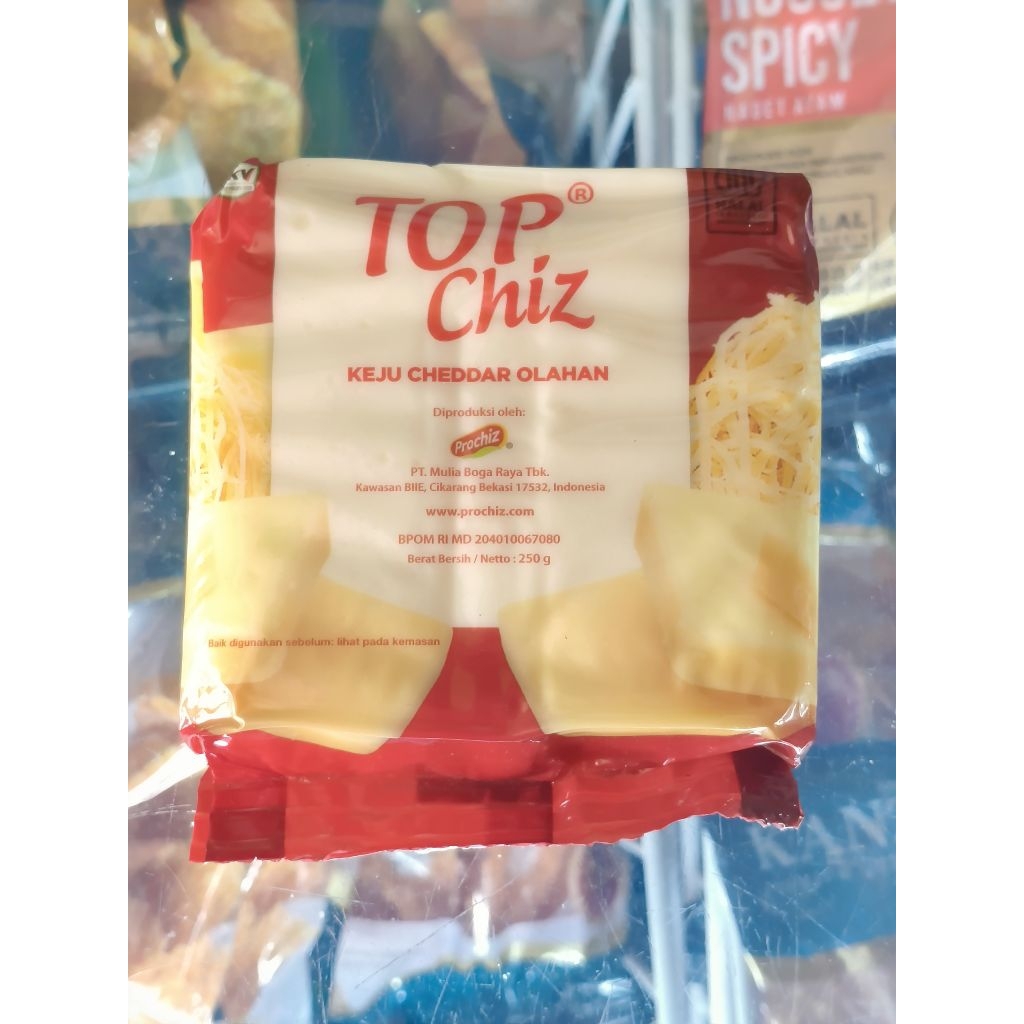 SPICY
TOP®
Chiz
KEJU CHEDDAR OLAHAN
Diproduksi oleh:
Prochiz
PT. Mulia Boga Raya Tbk.
Kawasan BIIE, Cikarang Bekasi 17532, Indonesia
www.prochiz.com
BPOM RI MD 204010067080
Berat Bersih / Netto : 250 g
Baik digunakan sebelum: lihat pada kemasan